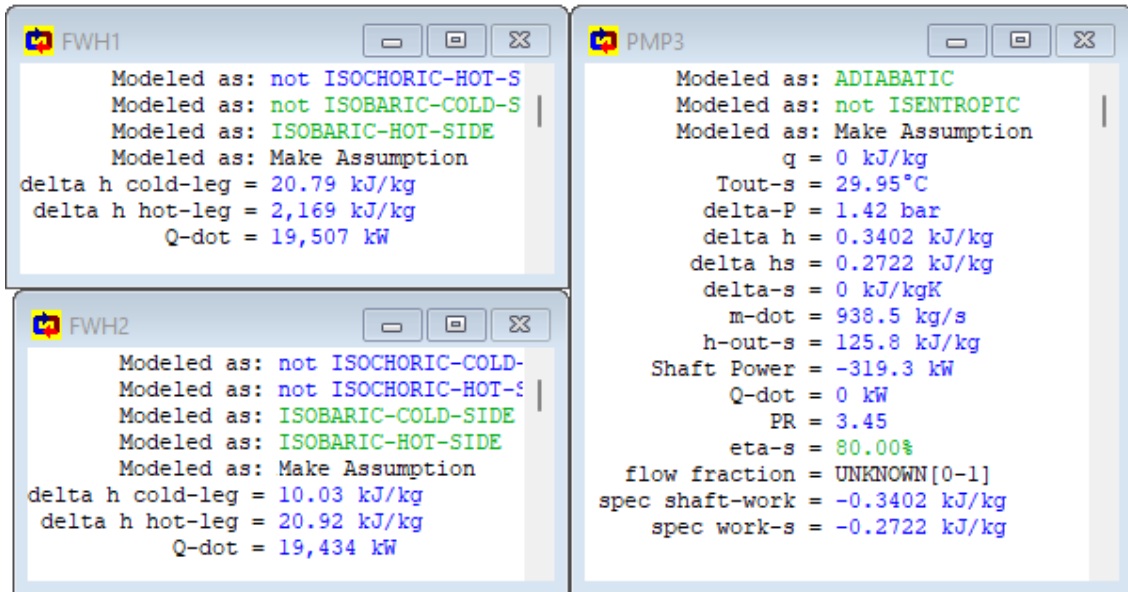 FWH1
Modeled as: not ISOCHORIC-HOT-S
Modeled as: not ISOBARIC-COLD-S
Modeled as: ISOBARIC-HOT-SIDE
Modeled as: Make Assumption
delta h cold-leg = 20.79 kJ/kg
delta h hot-leg = 2,169 kJ/kg
Q-dot = 19,507 kW
FWH2
Modeled as: not ISOCHORIC-COLD-
Modeled as: not ISOCHORIC-HOT-S
Modeled as: ISOBARIC-COLD-SIDE
Modeled as: ISOBARIC-HOT-SIDE
Modeled as: Make Assumption
delta h cold-leg = 10.03 kJ/kg
delta h hot-leg = 20.92 kJ/kg
Q-dot = 19,434 kW
PMP3
Modeled as: ADIABATIC
Modeled as: not ISENTROPIC
Modeled as: Make Assumption
q = 0 kJ/kg
Tout-s = 29.95°C
delta-P = 1.42 bar
delta h = 0.3402 kJ/kg
delta hs = 0.2722 kJ/kg
delta-s = 0 kJ/kgK
m-dot = 938.5 kg/s
h-out-s = 125.8 kJ/kg
Shaft Power = -319.3 kW
Q-dot = 0 kW
PR = 3.45
eta-s = 80.00%
flow fraction = UNKNOWN[0-1]
spec shaft-work = -0.3402 kJ/kg
spec work-s = -0.2722 kJ/kg